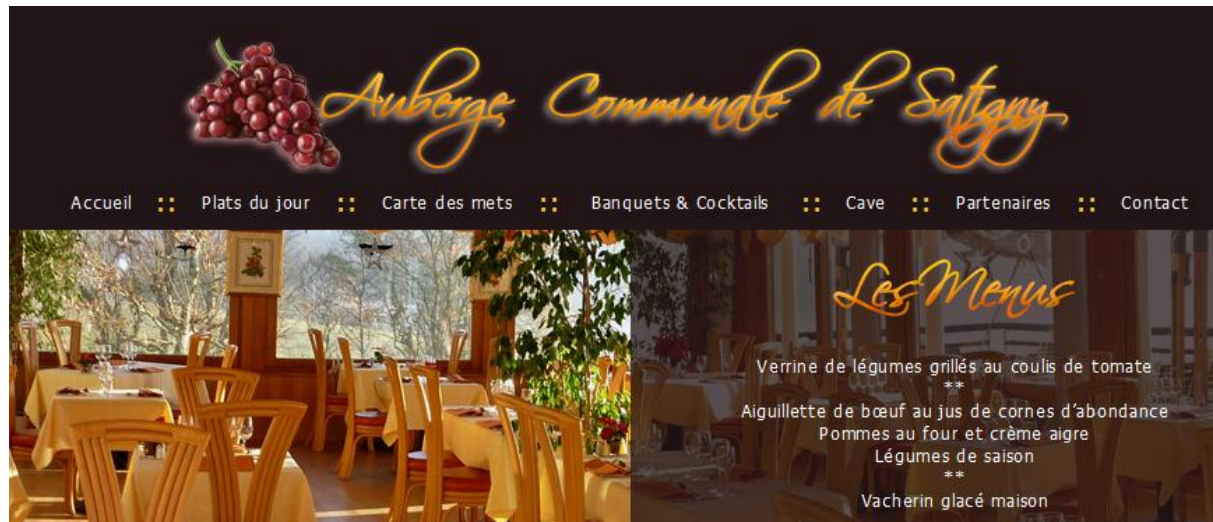 Auberge Communale de Satigny
Accueil :: Plats du jour :: Carte des mets :: Banquets & Cocktails :: Cave :: Partenaires :: Contact
Les Menus
Verrine de légumes grillés au coulis de tomate
**
Aiguillette de bœuf au jus de cornes d'abondance
Pommes au four et crème aigre
Légumes de saison
**
Vacherin glacé maison